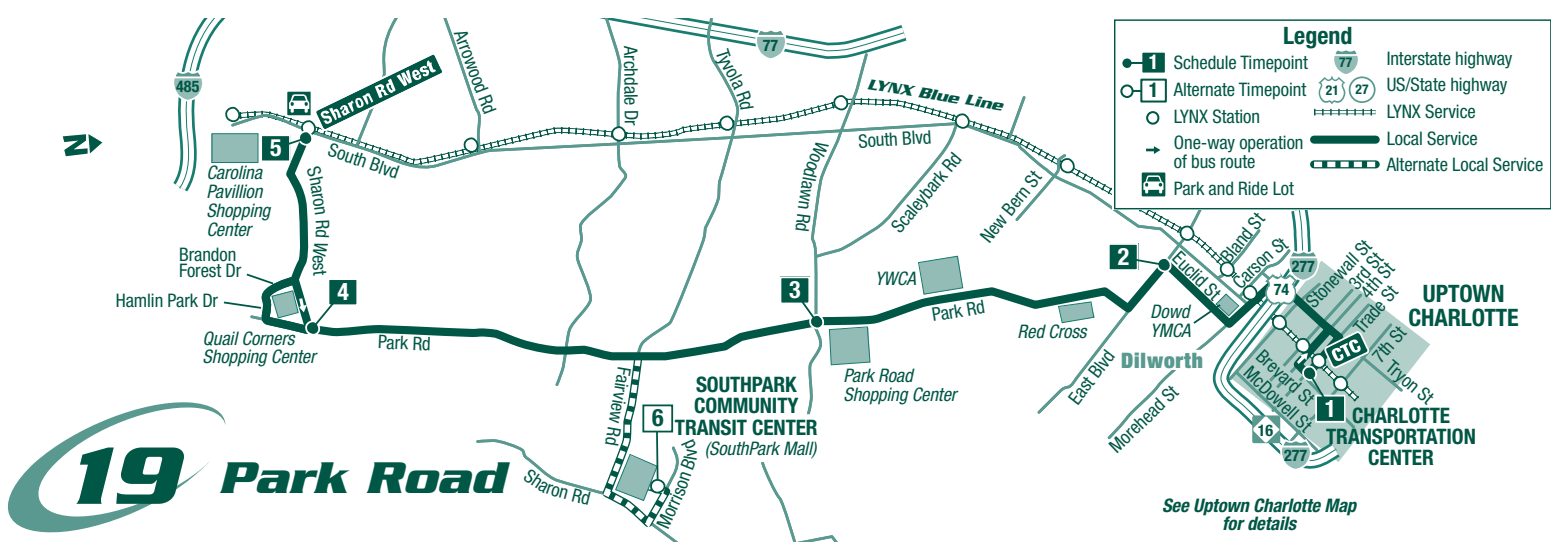 Legend
1 Schedule Timepoint
1 Alternate Timepoint
LYNX Station
One-way operation
of bus route
Park and Ride Lot
77 Interstate highway
21 27 US/State highway
LYNX Service
Local Service
Alternate Local Service
485
N
Sharon Rd West
Arrowood Rd
Archdale Dr
Tyvola Rd
77
LYNX Blue Line
5
South Blvd
South Blvd
Carolina
Pavillion
Shopping
Center
Sharon Rd West
Woodlawn Rd
Scaleybark Rd
New Bern St
Brandon
Forest Dr
Hamlin Park Dr
4
Quail Corners
Shopping Center
Park Rd
3
YWCA
Park Rd
Red Cross
Park Road
Shopping Center
2
Euclid St
Bland St
Carson St
Dowd
YMCA
Dilworth
East Blvd
Morehead St
277
74
Stonewall St
3rd St
4th St
Trade St
7th St
Tryon St
CTC
Brevard St
McDowell St
UPTOWN
CHARLOTTE
1
CHARLOTTE
TRANSPORTATION
CENTER
16
277
Fairview Rd
SOUTHPARK
COMMUNITY
TRANSIT CENTER
(SouthPark Mall)
6
Morrison Blvd
Sharon Rd
19 Park Road
See Uptown Charlotte Map
for details